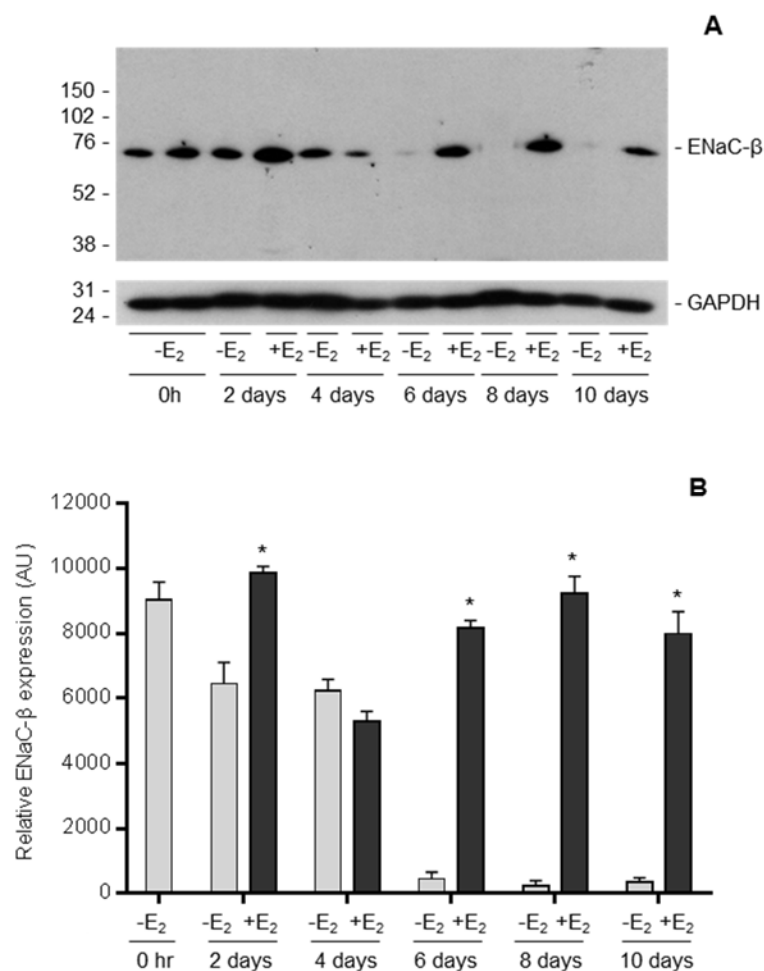 A
150 -
102 -
76 -
52 -
38 -
- ENaC-β
31 -
24 -
- GAPDH
-E₂ -E₂ +E₂ -E₂ +E₂ -E₂ +E₂ -E₂ +E₂ -E₂ +E₂
0h 2 days 4 days 6 days 8 days 10 days
B
Relative ENaC-β expression (AU)
12000
10000
8000
6000
4000
2000
0
* * * *
-E₂ -E₂ +E₂ -E₂ +E₂ -E₂ +E₂ -E₂ +E₂ -E₂ +E₂
0 hr 2 days 4 days 6 days 8 days 10 days